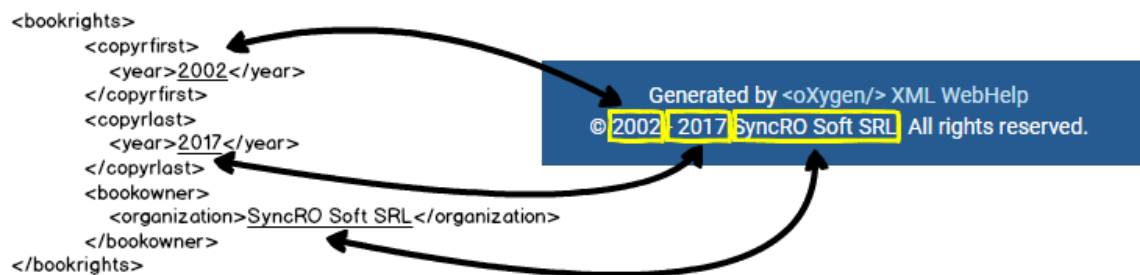 <bookrights>
<copyrfirst>
<year>2002</year>
</copyrfirst>
<copyrlast>
<year>2017</year>
</copyrlast>
<bookowner>
<organization>SyncRO Soft SRL</organization>
</bookowner>
</bookrights>
Generated by <oXygen/> XML WebHelp
© 2002 - 2017 SyncRO Soft SRL. All rights reserved.